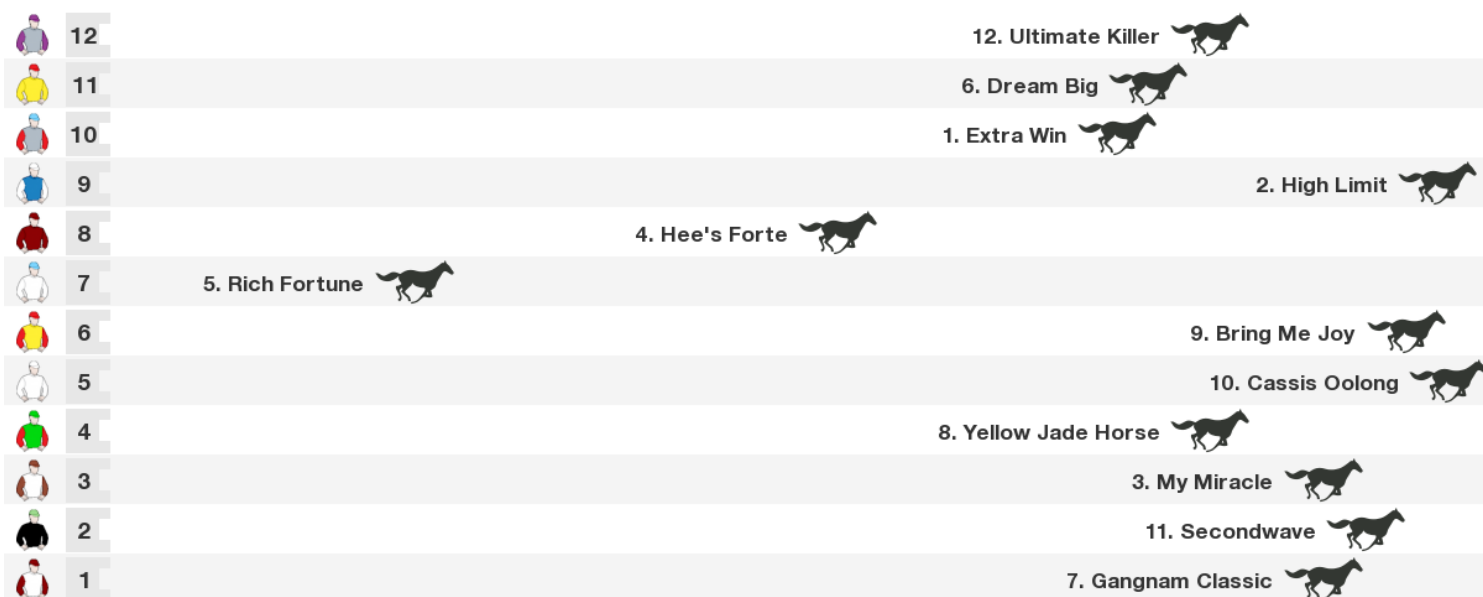 12 12. Ultimate Killer
11 6. Dream Big
10 1. Extra Win
9 2. High Limit
8 4. Hee's Forte
7 5. Rich Fortune
6 9. Bring Me Joy
5 10. Cassis Oolong
4 8. Yellow Jade Horse
3 3. My Miracle
2 11. Secondwave
1 7. Gangnam Classic